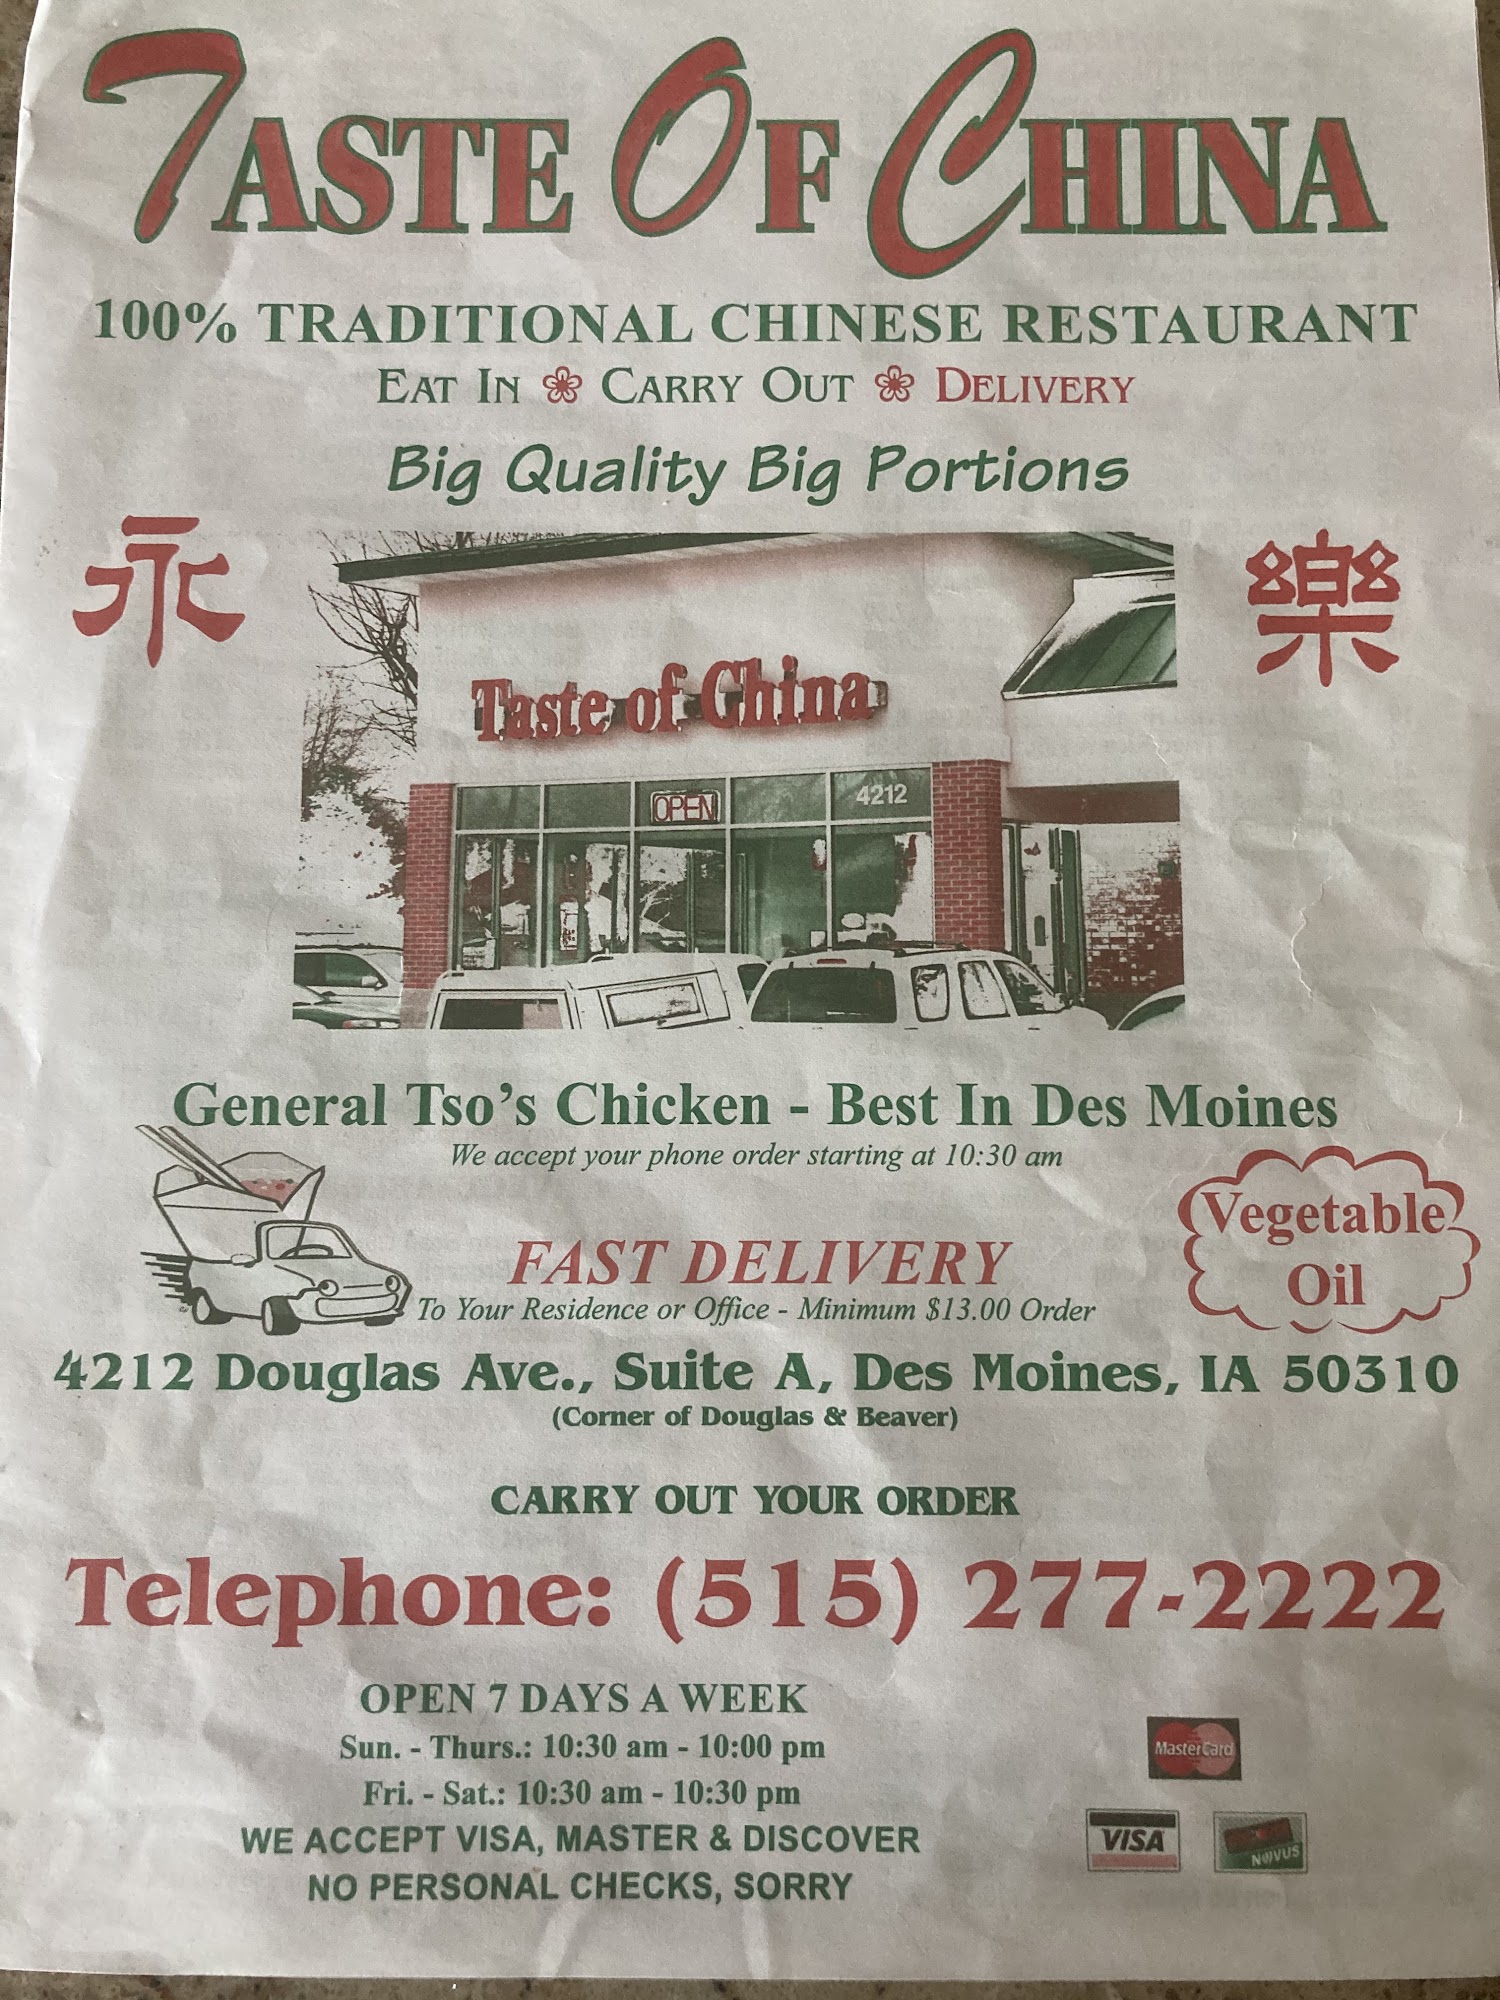 TASTE OF CHINA
100% TRADITIONAL CHINESE RESTAURANT
EAT IN CARRY OUT DELIVERY
Big Quality Big Portions
永
樂
Taste of China
OPEN
4212
General Tso's Chicken - Best In Des Moines
We accept your phone order starting at 10:30 am
Vegetable
Oil
FAST DELIVERY
To Your Residence or Office - Minimum $13.00 Order
4212 Douglas Ave., Suite A, Des Moines, IA 50310
(Corner of Douglas & Beaver)
CARRY OUT YOUR ORDER
Telephone: (515) 277-2222
OPEN 7 DAYS A WEEK
Sun. - Thurs.: 10:30 am - 10:00 pm
Fri. - Sat.: 10:30 am - 10:30 pm
WE ACCEPT VISA, MASTER & DISCOVER
NO PERSONAL CHECKS, SORRY
MasterCard
VISA
NOVUS